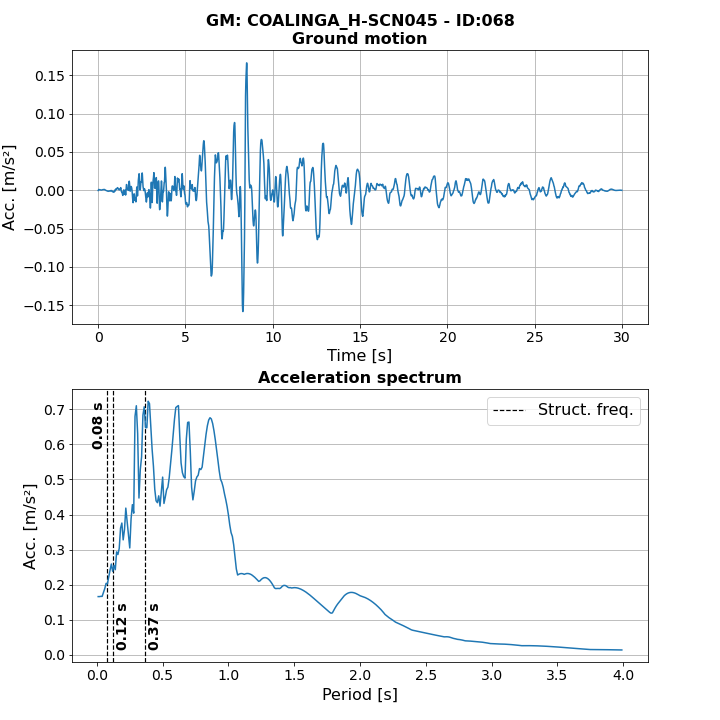 GM: COALINGA_H-SCN045 - ID:068
Ground motion
0.15
0.10
0.05
0.00
−0.05
−0.10
−0.15
Acc. [m/s²]
0
5
10
15
20
25
30
Time [s]
Acceleration spectrum
0.7
0.6
0.5
0.4
0.3
0.2
0.1
0.0
Acc. [m/s²]
0.08 s
0.12 s
0.37 s
Struct. freq.
0.0
0.5
1.0
1.5
2.0
2.5
3.0
3.5
4.0
Period [s]